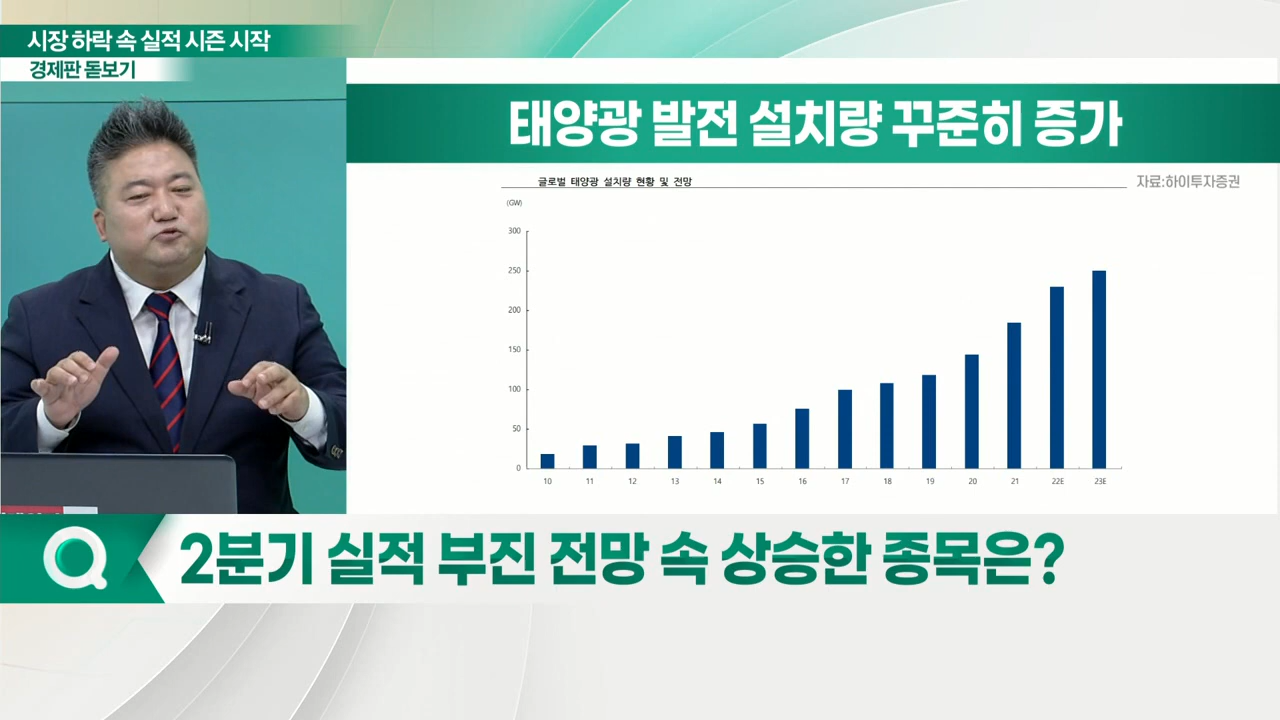 시장 하락 속 실적 시즌 시작
경제판 돋보기
태양광 발전 설치량 꾸준히 증가
글로벌 태양광 설치량 현황 및 전망
자료:하이투자증권
(GW)
300
250
200
150
100
50
0
10 11 12 13 14 15 16 17 18 19 20 21 22E 23E
2분기 실적 부진 전망 속 상승한 종목은?